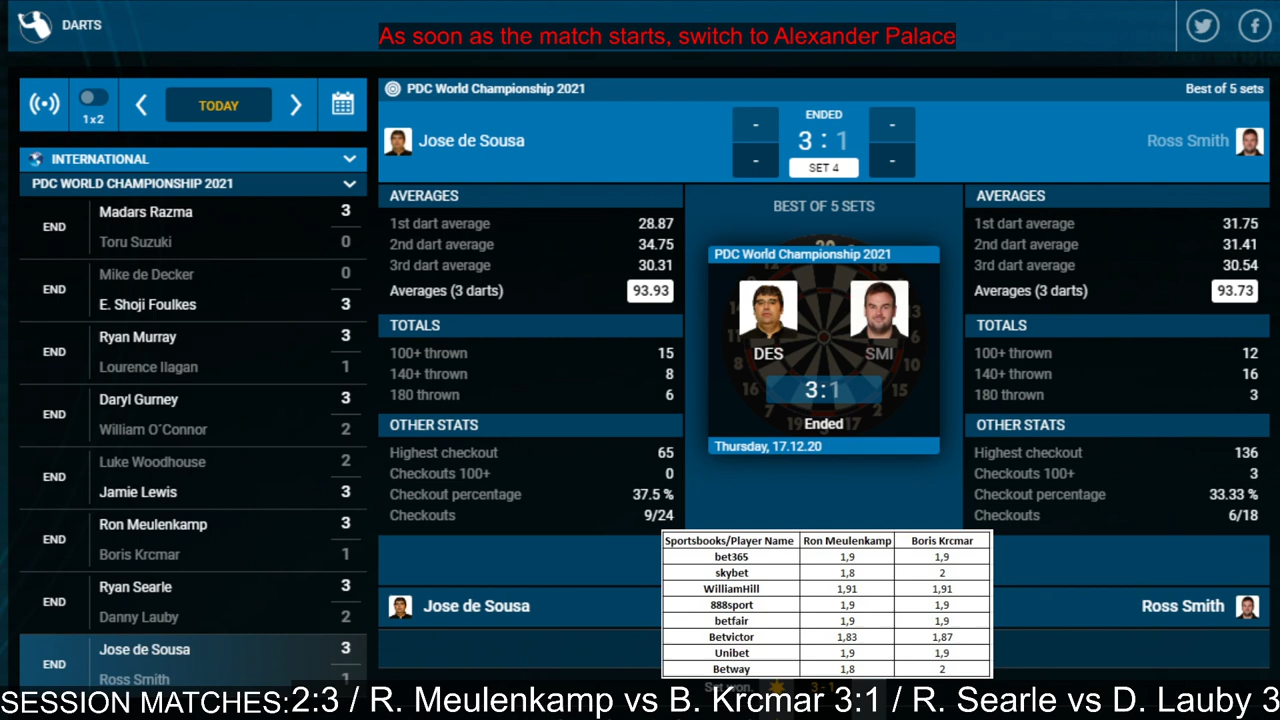 DARTS
As soon as the match starts, switch to Alexander Palace
1x2
TODAY
INTERNATIONAL
PDC WORLD CHAMPIONSHIP 2021
END
Madars Razma 3
Toru Suzuki 0
END
Mike de Decker 0
E. Shoji Foulkes 3
END
Ryan Murray 3
Lourence Ilagan 1
END
Daryl Gurney 3
William O´Connor 2
END
Luke Woodhouse 2
Jamie Lewis 3
END
Ron Meulenkamp 3
Boris Krcmar 1
END
Ryan Searle 3
Danny Lauby 2
END
Jose de Sousa 3
Ross Smith 1
PDC World Championship 2021 Best of 5 sets
Jose de Sousa
- -
ENDED
3 : 1
SET 4
- -
Ross Smith
AVERAGES
1st dart average 28.87
2nd dart average 34.75
3rd dart average 30.31
Averages (3 darts) 93.93
TOTALS
100+ thrown 15
140+ thrown 8
180 thrown 6
OTHER STATS
Highest checkout 65
Checkouts 100+ 0
Checkout percentage 37.5 %
Checkouts 9/24
BEST OF 5 SETS
PDC World Championship 2021
DES SMI
3:1
Ended
Thursday, 17.12.20
AVERAGES
1st dart average 31.75
2nd dart average 31.41
3rd dart average 30.54
Averages (3 darts) 93.73
TOTALS
100+ thrown 12
140+ thrown 16
180 thrown 3
OTHER STATS
Highest checkout 136
Checkouts 100+ 3
Checkout percentage 33.33 %
Checkouts 6/18
Sportsbooks/Player Name Ron Meulenkamp Boris Krcmar
bet365 1,9 1,9
skybet 1,8 2
WilliamHill 1,91 1,91
888sport 1,9 1,9
betfair 1,9 1,9
Betvictor 1,83 1,87
Unibet 1,9 1,9
Betway 1,8 2
Jose de Sousa
Ross Smith
SESSION MATCHES:2:3 / R. Meulenkamp vs B. Krcmar 3:1 / R. Searle vs D. Lauby 3